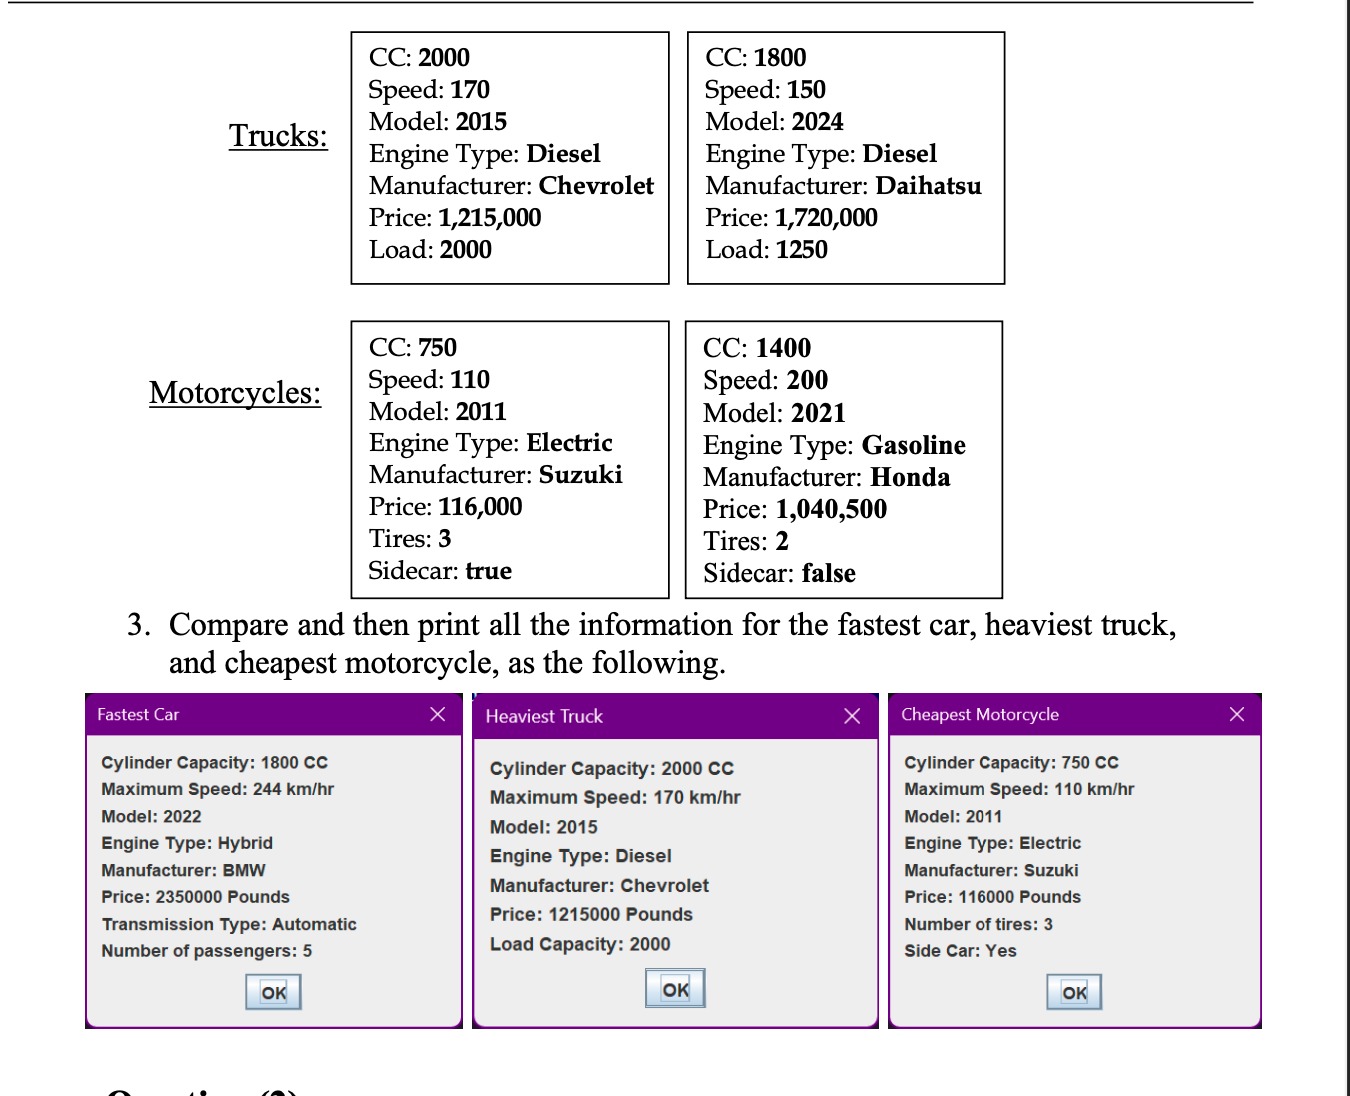 Trucks:
CC: 2000
Speed: 170
Model: 2015
Engine Type: Diesel
Manufacturer: Chevrolet
Price: 1,215,000
Load: 2000
CC: 1800
Speed: 150
Model: 2024
Engine Type: Diesel
Manufacturer: Daihatsu
Price: 1,720,000
Load: 1250
Motorcycles:
CC: 750
Speed: 110
Model: 2011
Engine Type: Electric
Manufacturer: Suzuki
Price: 116,000
Tires: 3
Sidecar: true
CC: 1400
Speed: 200
Model: 2021
Engine Type: Gasoline
Manufacturer: Honda
Price: 1,040,500
Tires: 2
Sidecar: false
3. Compare and then print all the information for the fastest car, heaviest truck,
and cheapest motorcycle, as the following.
Fastest Car
Cylinder Capacity: 1800 CC
Maximum Speed: 244 km/hr
Model: 2022
Engine Type: Hybrid
Manufacturer: BMW
Price: 2350000 Pounds
Transmission Type: Automatic
Number of passengers: 5
OK
Heaviest Truck
Cylinder Capacity: 2000 CC
Maximum Speed: 170 km/hr
Model: 2015
Engine Type: Diesel
Manufacturer: Chevrolet
Price: 1215000 Pounds
Load Capacity: 2000
OK
Cheapest Motorcycle
Cylinder Capacity: 750 CC
Maximum Speed: 110 km/hr
Model: 2011
Engine Type: Electric
Manufacturer: Suzuki
Price: 116000 Pounds
Number of tires: 3
Side Car: Yes
OK